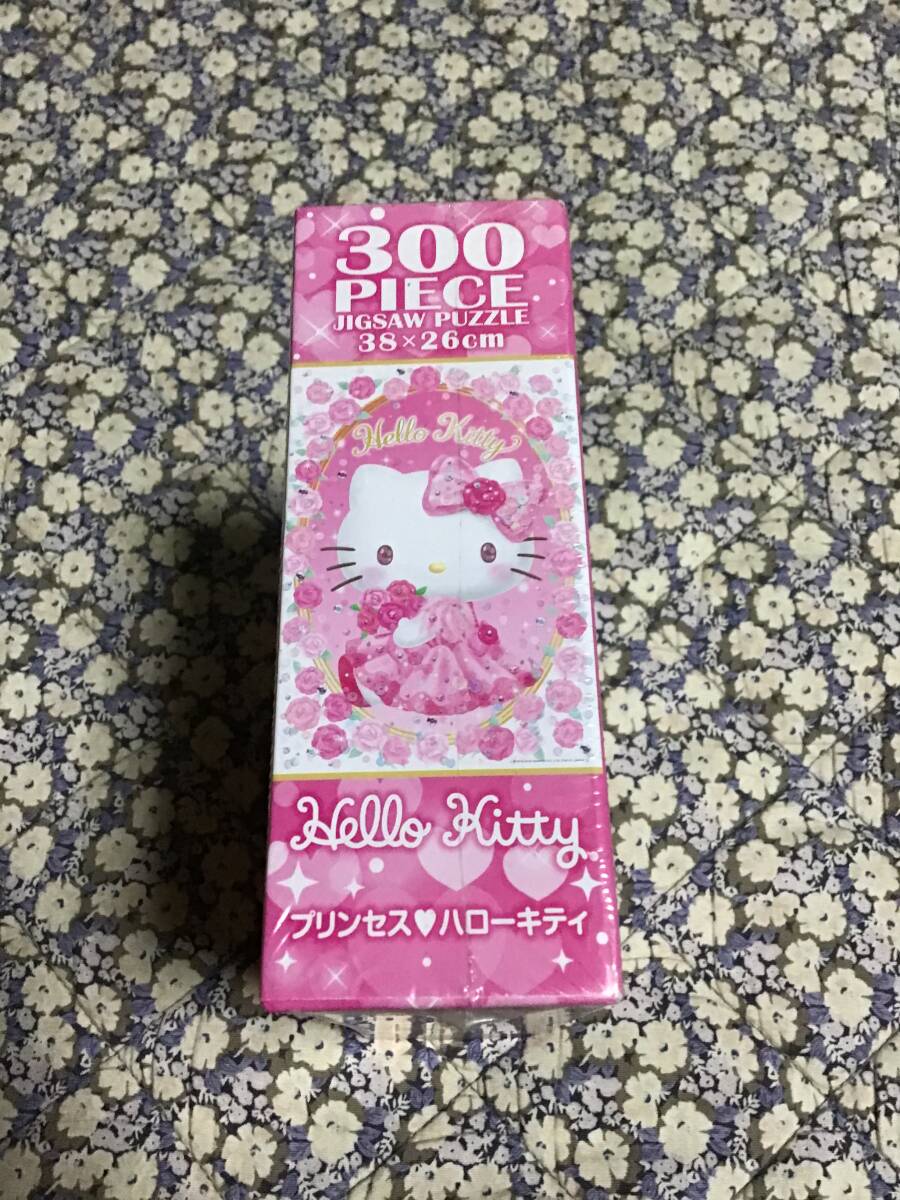 300
PIECE
JIGSAW PUZZLE
38×26cm
Hello Kitty
Hello Kitty
プリンセス♥ハローキティ